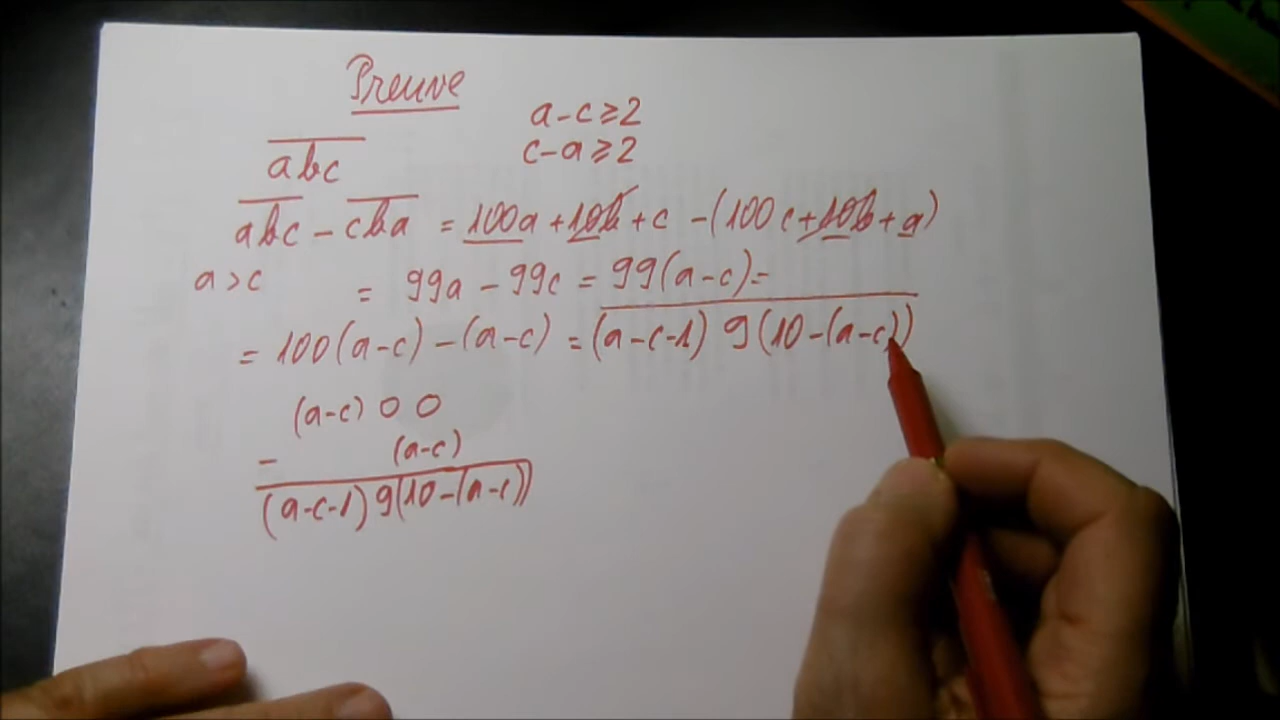 Preuve
a-c ≥ 2
c-a ≥ 2
abc
abc - cba = 100a + 10b + c - (100c + 10b + a)
a > c = 99a - 99c = 99(a-c) =
= 100(a-c) - (a-c) = (a-c-1) 9(10-(a-c))
(a-c) 0 0
- (a-c)
(a-c-1) 9(10-(a-c))